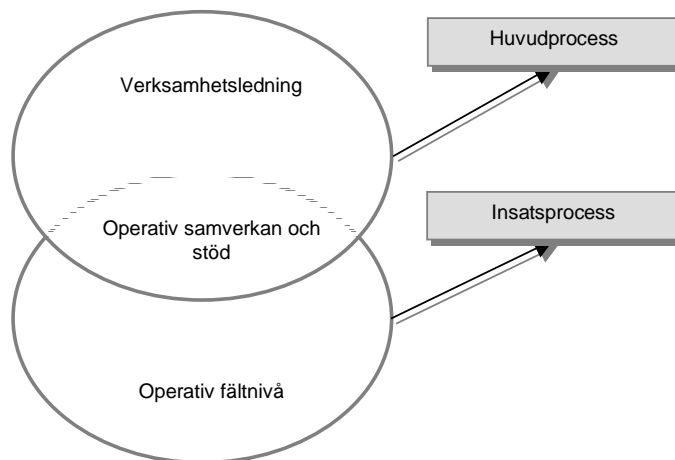 Huvudprocess
Verksamhetsledning
Insatsprocess
Operativ samverkan och
stöd
Operativ fältnivå